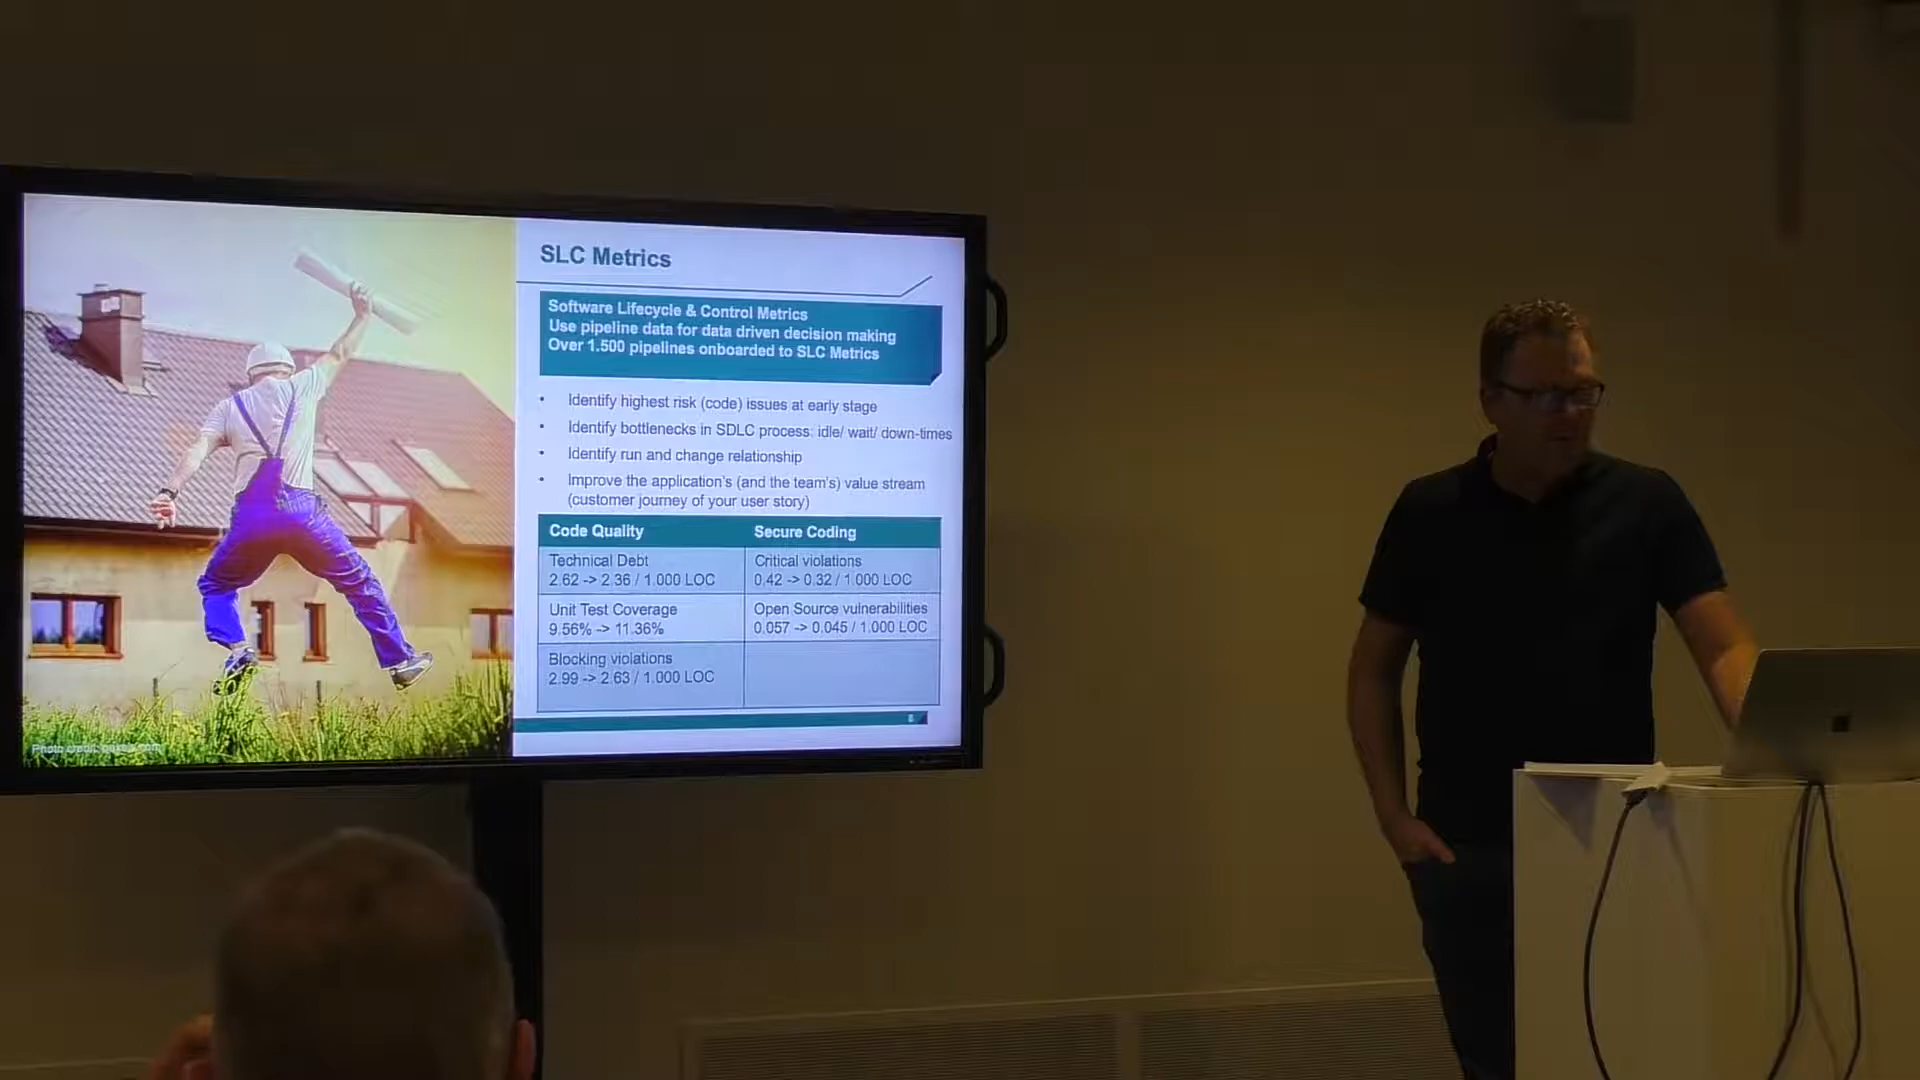 SLC Metrics
Software Lifecycle & Control Metrics
Use pipeline data for data driven decision making
Over 1.500 pipelines onboarded to SLC Metrics
• Identify highest risk (code) issues at early stage
• Identify bottlenecks in SDLC process: idle/ wait/ down-times
• Identify run and change relationship
• Improve the application's (and the team's) value stream
(customer journey of your user story)
Code Quality
Secure Coding
Technical Debt
2.62 -> 2.36 / 1.000 LOC
Critical violations
0.42 -> 0.32 / 1.000 LOC
Unit Test Coverage
9.56% -> 11.36%
Open Source vulnerabilities
0.057 -> 0.045 / 1.000 LOC
Blocking violations
2.99 -> 2.63 / 1.000 LOC
Photo credit: